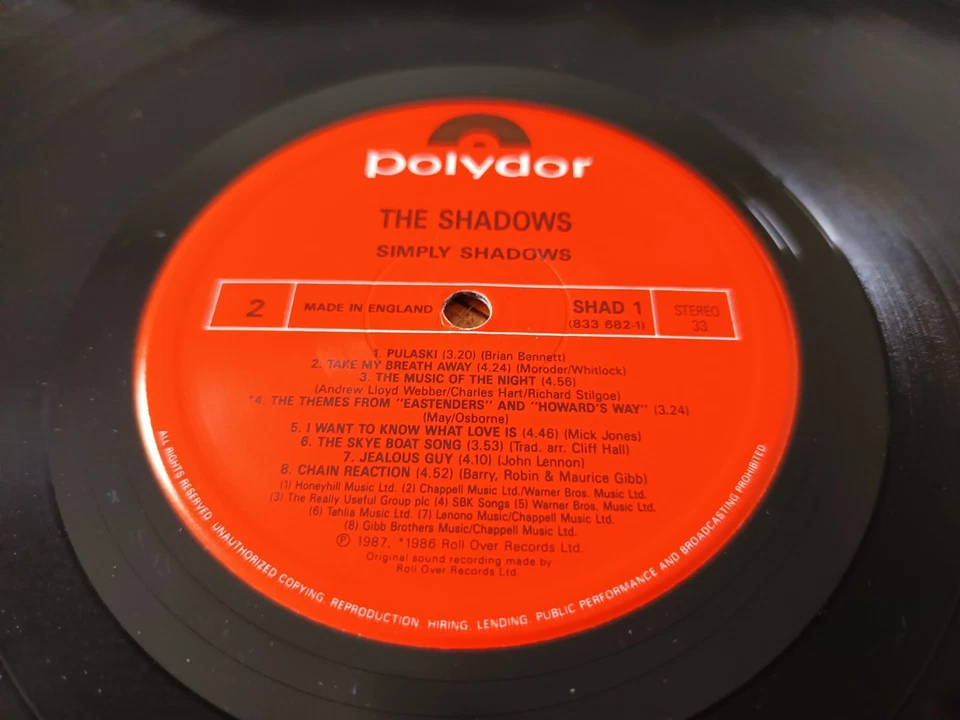 polydor
THE SHADOWS
SIMPLY SHADOWS
2 MADE IN ENGLAND SHAD 1 STEREO
(833 682-1) 33
1. PULASKI (3.20) (Brian Bennett)
2. TAKE MY BREATH AWAY (4.24) (Moroder/Whitlock)
3. THE MUSIC OF THE NIGHT (4.56)
(Andrew Lloyd Webber/Charles Hart/Richard Stilgoe)
*4. THE THEMES FROM "EASTENDERS" AND "HOWARD'S WAY" (3.24)
(May/Osborne)
5. I WANT TO KNOW WHAT LOVE IS (4.46) (Mick Jones)
6. THE SKYE BOAT SONG (3.53) (Trad. arr. Cliff Hall)
7. JEALOUS GUY (4.10) (John Lennon)
8. CHAIN REACTION (4.52) (Barry, Robin & Maurice Gibb)
(1) Honeyhill Music Ltd. (2) Chappell Music Ltd./Warner Bros. Music Ltd.
(3) The Really Useful Group plc (4) SBK Songs (5) Warner Bros. Music Ltd.
(6) Tahlia Music Ltd. (7) Lenono Music/Chappell Music Ltd.
(8) Gibb Brothers Music/Chappell Music Ltd.
℗ 1987, *1986 Roll Over Records Ltd.
Original sound recording made by
Roll Over Records Ltd.
ALL RIGHTS RESERVED. UNAUTHORIZED COPYING. REPRODUCTION. HIRING. LENDING. PUBLIC PERFORMANCE AND BROADCASTING PROHIBITED.